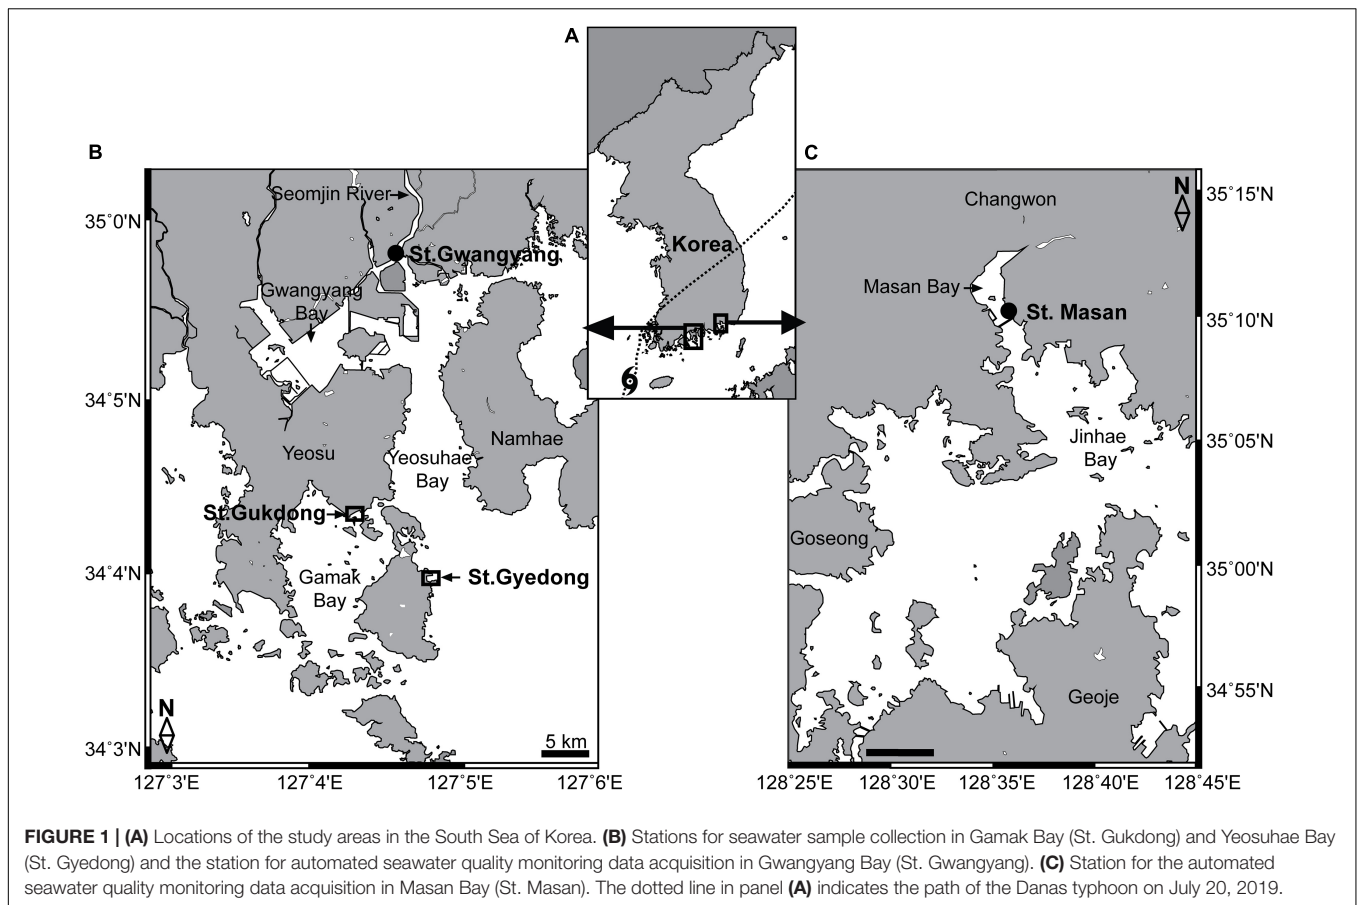 A
Korea
B
Seomjin River
35°0'N
St.Gwangyang
Gwangyang
Bay
34°5'N
Yeosu
Namhae
Yeosuhae
Bay
St.Gukdong
34°4'N
Gamak
Bay
St.Gyedong
N
34°3'N
5 km
127°3'E
127°4'E
127°5'E
127°6'E
C
N
35°15'N
Changwon
Masan Bay
St. Masan
35°10'N
Jinhae
Bay
35°05'N
Goseong
35°00'N
Geoje
34°55'N
128°25'E
128°30'E
128°35'E
128°40'E
128°45'E
FIGURE 1 | (A) Locations of the study areas in the South Sea of Korea. (B) Stations for seawater sample collection in Gamak Bay (St. Gukdong) and Yeosuhae Bay
(St. Gyedong) and the station for automated seawater quality monitoring data acquisition in Gwangyang Bay (St. Gwangyang). (C) Station for the automated
seawater quality monitoring data acquisition in Masan Bay (St. Masan). The dotted line in panel (A) indicates the path of the Danas typhoon on July 20, 2019.